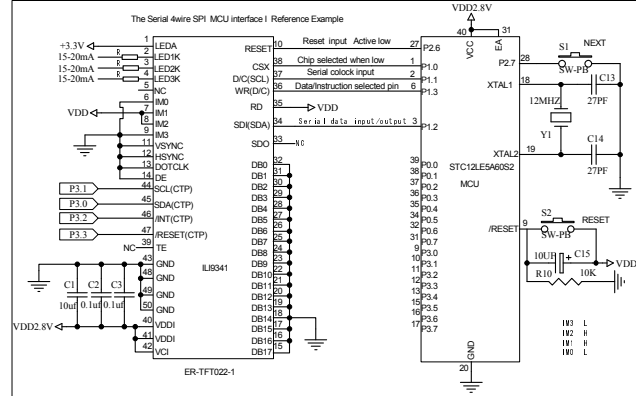 The Serial 4wire SPI MCU interface I Reference Example
VDD2.8V
+3.3V
15-20mA
15-20mA
15-20mA
R
R
R
1 LEDA
2 LED1K
3 LED2K
4 LED3K
5 NC
6 IM0
7 IM1
8 IM2
9 IM3
11 VSYNC
12 HSYNC
13 DOTCLK
14 DE
44 SCL(CTP)
45 SDA(CTP)
46 /INT(CTP)
47 /RESET(CTP)
39 TE
43 GND
48 GND
49 GND
50 GND
40 VDDI
41 VDDI
42 VCI
VDD
P3.1
P3.0
P3.2
P3.3
NC
C1 C2 C3
10uf 0.1uf 0.1uf
VDD2.8V
ILI9341
ER-TFT022-1
RESET 10 Reset input Active low 27 P2.6
CSX 38 Chip selected when low 1 P1.0
D/C(SCL) 37 Serial colock input 2 P1.1
WR(D/C) 36 Data/Instruction selected pin 6 P1.3
RD 35 VDD
SDI(SDA) 34 Serial data input/output 3 P1.2
SDO 33 NC
DB0 32
DB1 31
DB2 30
DB3 29
DB4 28
DB5 27
DB6 26
DB7 25
DB8 24
DB9 23
DB10 22
DB11 21
DB12 20
DB13 19
DB14 18
DB15 17
DB16 16
DB17 15
40 VCC
31 EA
39 P0.0
38 P0.1
37 P0.2
36 P0.3
35 P0.4
34 P0.5
32 P0.6
31 P0.7
9 P3.0
10 P3.1
11 P3.2
13 P3.3
14 P3.4
15 P3.5
16 P3.6
17 P3.7
STC12LE5A60S2
MCU
GND 20
P2.7 28
XTAL1 18
XTAL2 19
/RESET 9
S1 NEXT
SW-PB
C13
27PF
12MHZ
Y1
C14
27PF
S2 RESET
SW-PB
10UF + C15
R10 10K
VDD
IM3 L
IM2 H
IM1 H
IM0 L